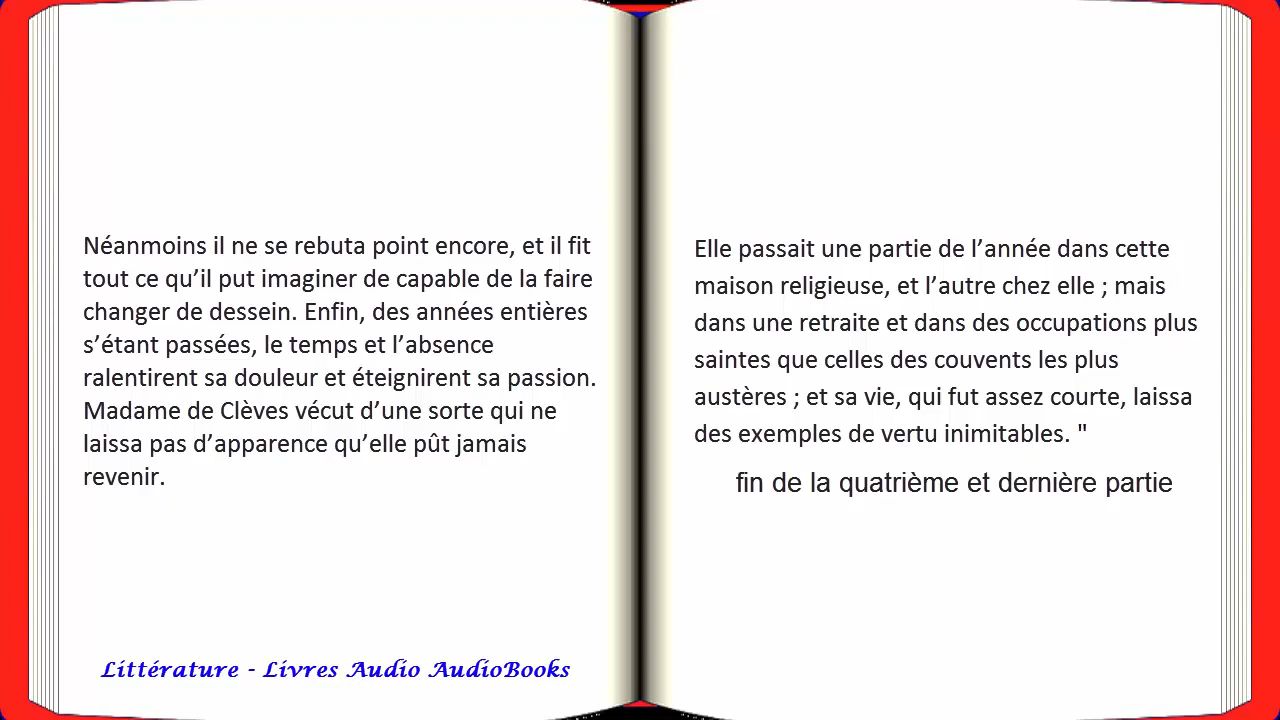 Néanmoins il ne se rebuta point encore, et il fit
tout ce qu’il put imaginer de capable de la faire
changer de dessein. Enfin, des années entières
s’étant passées, le temps et l’absence
ralentirent sa douleur et éteignirent sa passion.
Madame de Clèves vécut d’une sorte qui ne
laissa pas d’apparence qu’elle pût jamais
revenir.
Littérature - Livres Audio AudioBooks
Elle passait une partie de l’année dans cette
maison religieuse, et l’autre chez elle ; mais
dans une retraite et dans des occupations plus
saintes que celles des couvents les plus
austères ; et sa vie, qui fut assez courte, laissa
des exemples de vertu inimitables. "
fin de la quatrième et dernière partie